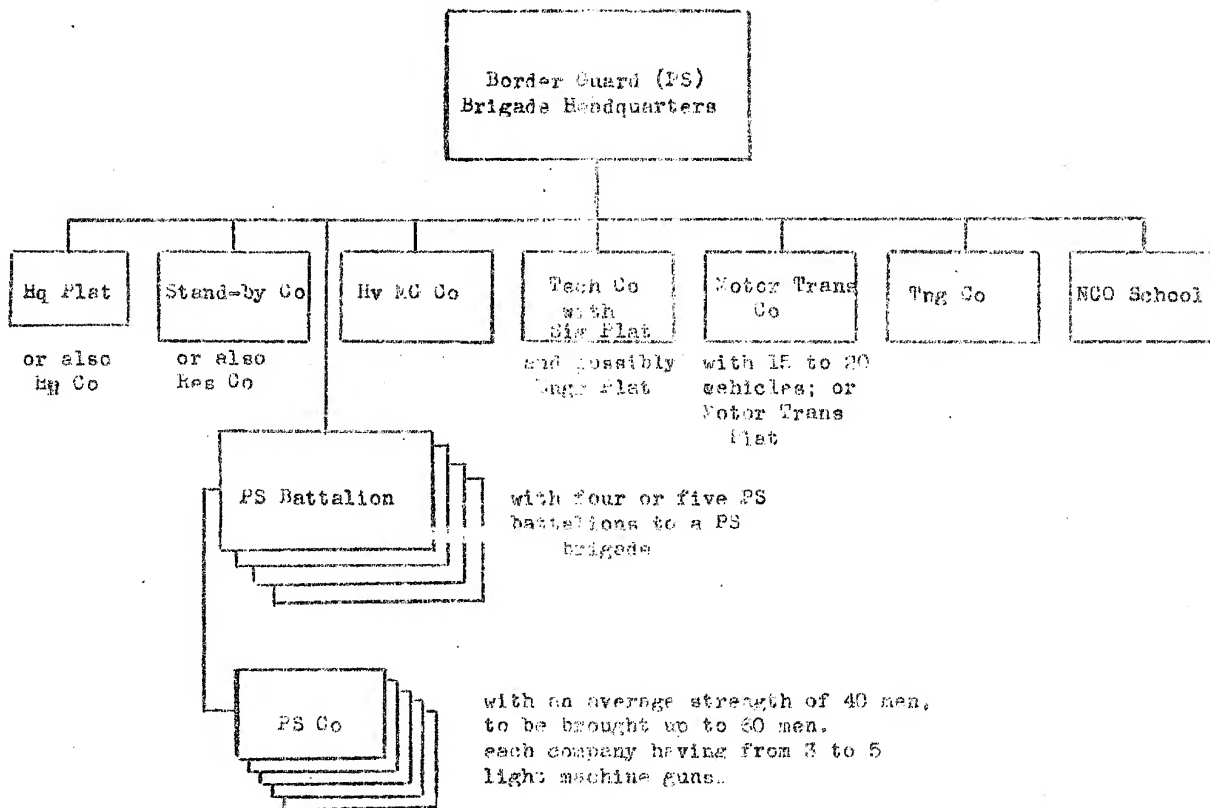 Border Guard (PS)
Brigade Headquarters
Hq Plat
or also
Hq Co
Stand-by Co
or also
Res Co
Hv MG Co
Tech Co
with
Sig Plat
and possibly
Engr Plat
Motor Trans
Co
with 15 to 20
vehicles; or
Motor Trans
Plat
Tng Co
NCO School
PS Battalion
with four or five PS
battalions to a PS
brigade
PS Co
with an average strength of 40 men,
to be brought up to 60 men.
each company having from 3 to 5
light machine guns.